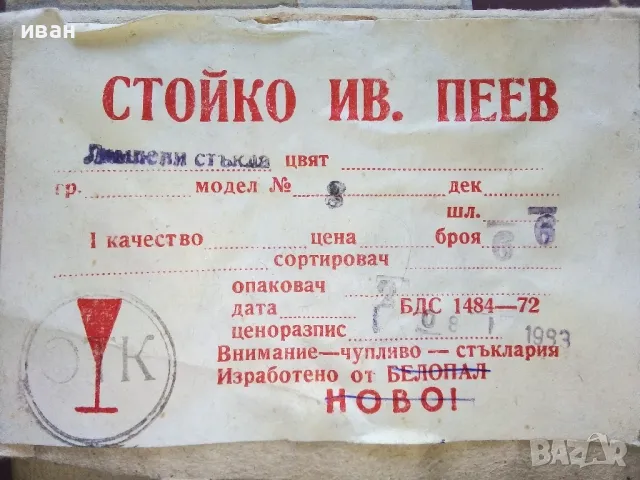 иван
СТОЙКО ИВ. ПЕЕВ
Лампени стъкла цвят
гр. модел № 8 дек
шл. 6
I качество цена броя 6
сортировач
опаковач
дата БДС 1484—72
ценоразпис 1983
Внимание—чупливо — стъклария
Изработено от БЕЛОПАЛ
НОВО!
ОТК
BAZAR